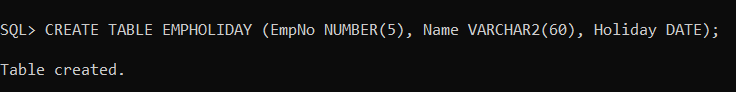 SQL> CREATE TABLE EMPHOLIDAY (EmpNo NUMBER(5), Name VARCHAR2(60), Holiday DATE);
Table created.